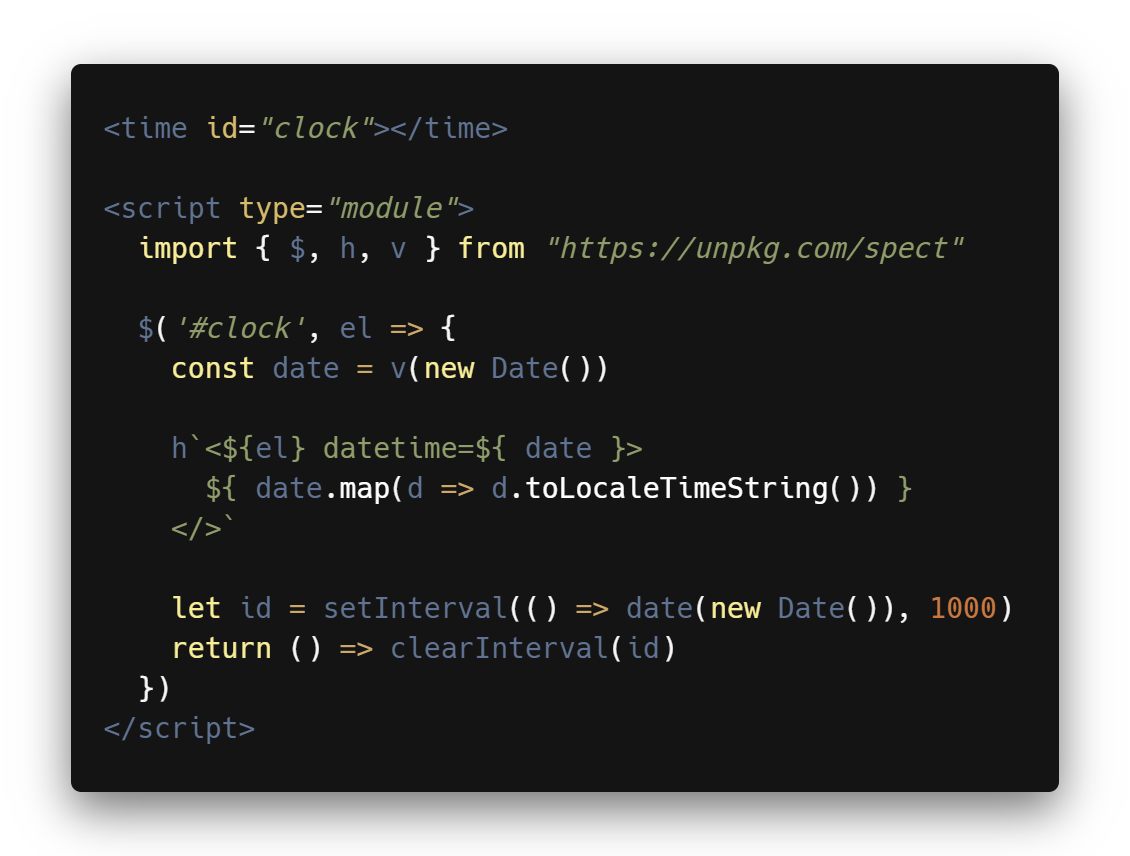 <time id="clock"></time>
<script type="module">
  import { $, h, v } from "https://unpkg.com/spect"
  $('#clock', el => {
    const date = v(new Date())
    h`<${el} datetime=${ date }>
      ${ date.map(d => d.toLocaleTimeString()) }
    </>`
    let id = setInterval(() => date(new Date()), 1000)
    return () => clearInterval(id)
  })
</script>